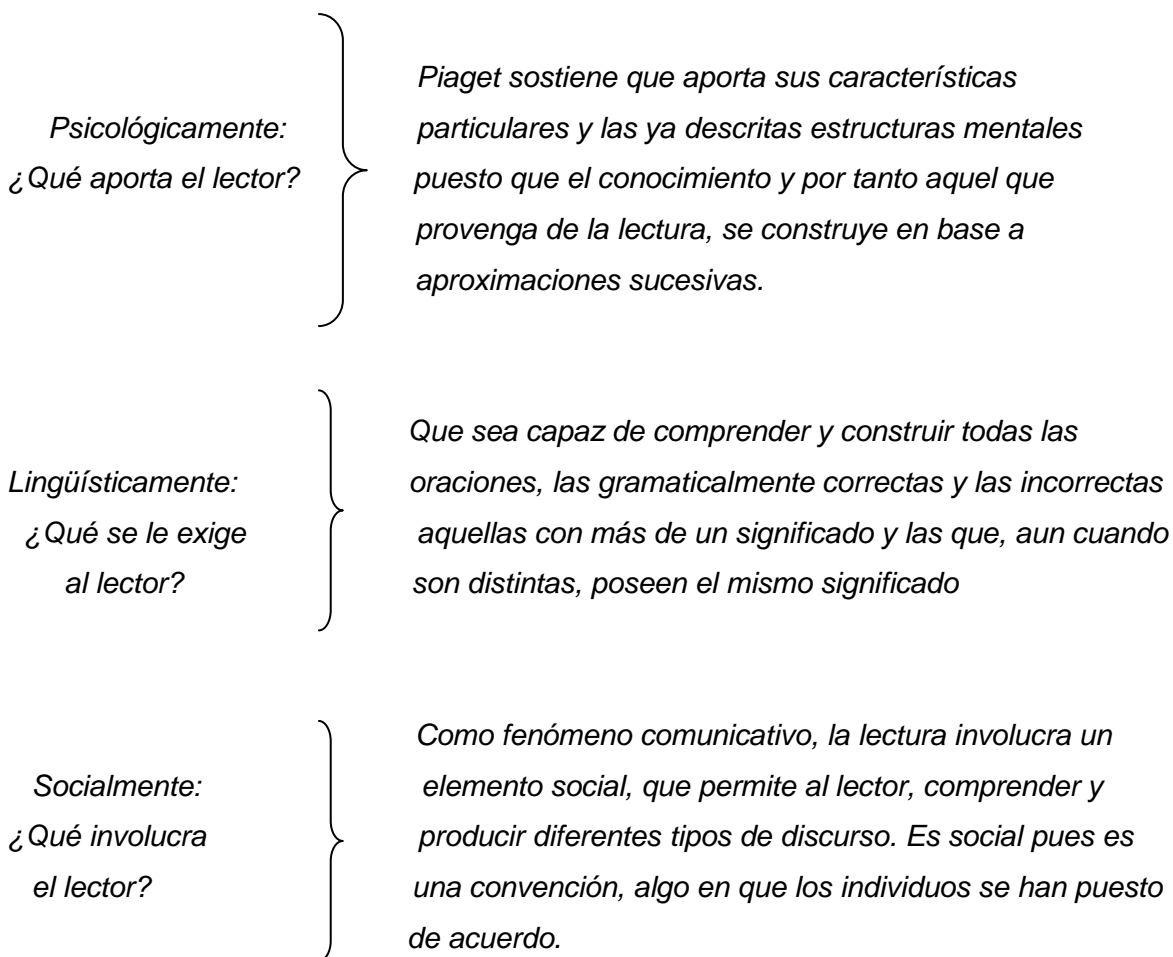 Psicológicamente:
¿Qué aporta el lector?
Piaget sostiene que aporta sus características
particulares y las ya descritas estructuras mentales
puesto que el conocimiento y por tanto aquel que
provenga de la lectura, se construye en base a
aproximaciones sucesivas.
Lingüísticamente:
¿Qué se le exige
al lector?
Que sea capaz de comprender y construir todas las
oraciones, las gramaticalmente correctas y las incorrectas
aquellas con más de un significado y las que, aun cuando
son distintas, poseen el mismo significado
Socialmente:
¿Qué involucra
el lector?
Como fenómeno comunicativo, la lectura involucra un
elemento social, que permite al lector, comprender y
producir diferentes tipos de discurso. Es social pues es
una convención, algo en que los individuos se han puesto
de acuerdo.